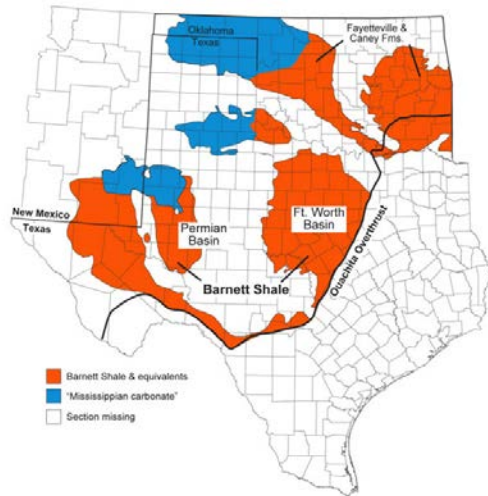 Oklahoma
Texas
Fayetteville &
Caney Fms.
New Mexico
Texas
Permian
Basin
Ft. Worth
Basin
Barnett Shale
Ouachita Overthrust
Barnett Shale & equivalents
"Mississippian carbonate"
Section missing